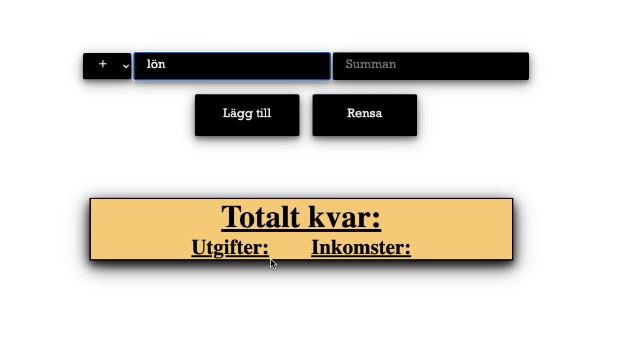 + lön Summan
Lägg till Rensa
Totalt kvar:
Utgifter: Inkomster: